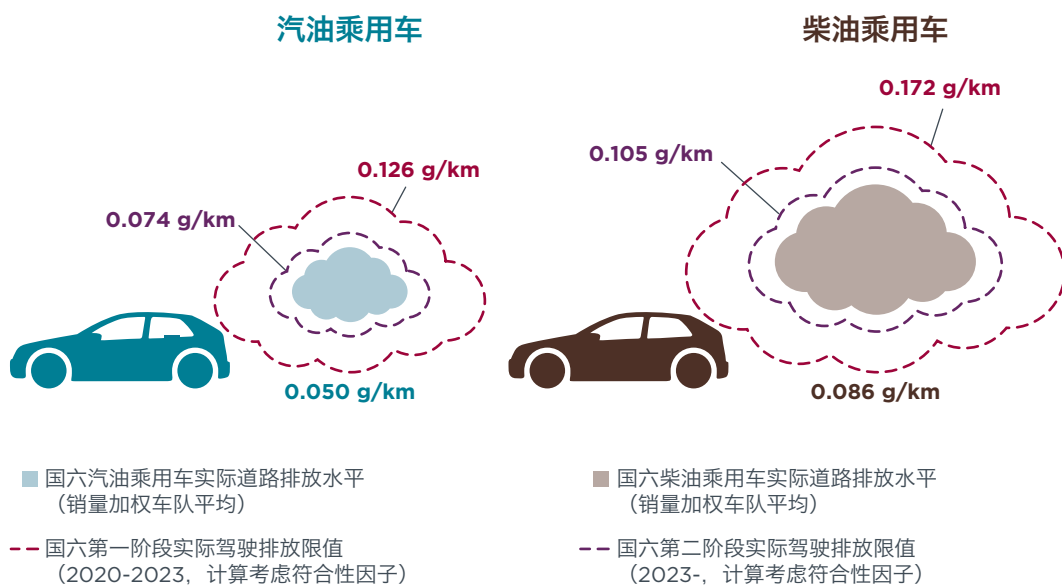 汽油乘用车
柴油乘用车
0.172 g/km
0.105 g/km
0.126 g/km
0.074 g/km
0.050 g/km
0.086 g/km
国六汽油乘用车实际道路排放水平
（销量加权车队平均）
国六柴油乘用车实际道路排放水平
（销量加权车队平均）
国六第一阶段实际驾驶排放限值
（2020-2023，计算考虑符合性因子）
国六第二阶段实际驾驶排放限值
（2023-，计算考虑符合性因子）